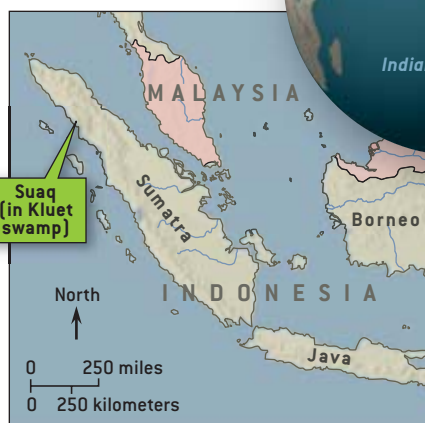 India
MALAYSIA
Suaq
(in Kluet
swamp)
Sumatra
Borneo
North
INDONESIA
Java
0 250 miles
0 250 kilometers